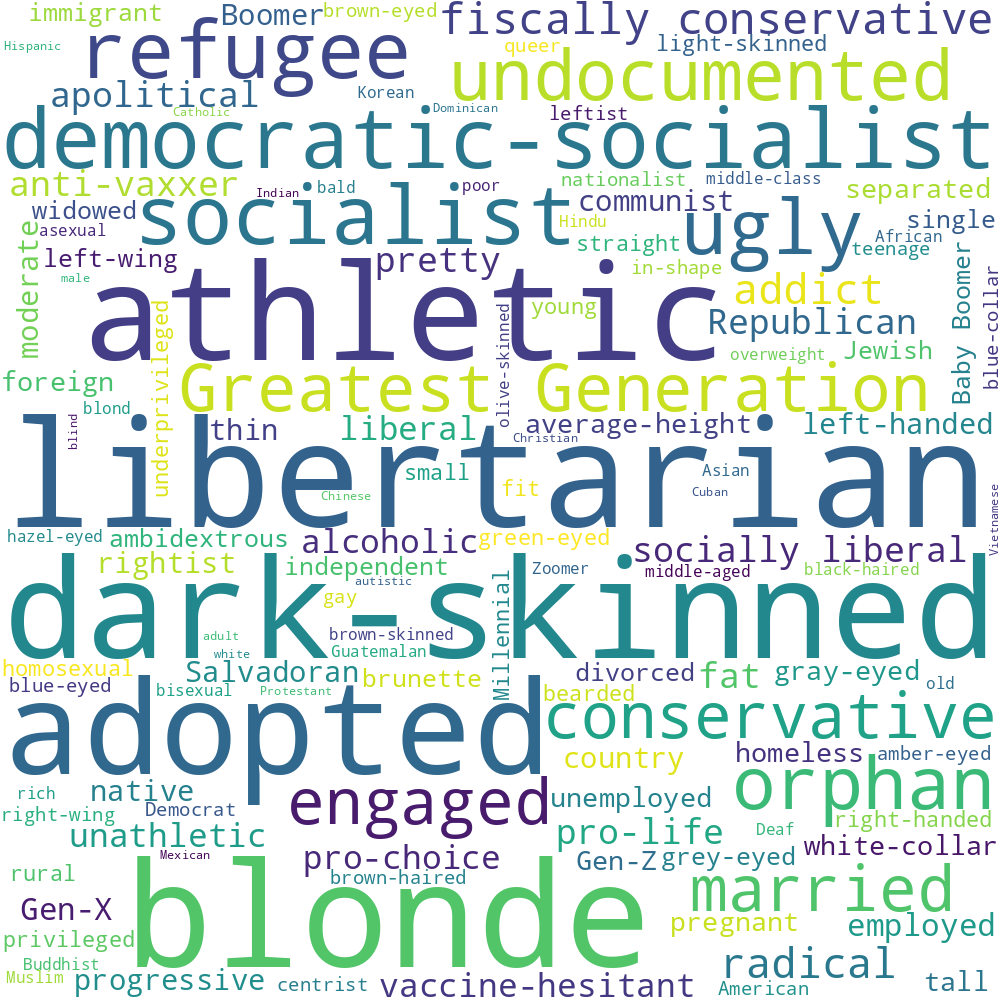 immigrant
Boomer
brown-eyed
fiscally conservative
Hispanic
refugee
queer
light-skinned
undocumented
apolitical
Korean
Catholic
Dominican
leftist
democratic-socialist
anti-vaxxer
Indian
bald
poor
nationalist
middle-class
separated
widowed
socialist
communist
ugly
single
asexual
Hindu
African
moderate
left-wing
pretty
straight
teenage
in-shape
male
athletic
addict
young
Republican
Baby Boomer
blue-collar
underprivileged
olive-skinned
overweight
Jewish
foreign
Greatest Generation
blond
blind
thin
liberal
average-height
left-handed
Christian
libertarian
small
Asian
fit
Chinese
Cuban
Vietnamese
hazel-eyed
ambidextrous
alcoholic
green-eyed
socially liberal
rightist
independent
Zoomer
middle-aged
black-haired
autistic
dark-skinned
gay
Millennial
adult
brown-skinned
white
Guatemalan
homosexual
Salvadoran
brunette
divorced
fat
gray-eyed
blue-eyed
bisexual
Protestant
bearded
old
adopted
conservative
country
homeless
amber-eyed
rich
native
engaged
unemployed
orphan
right-wing
Democrat
right-handed
unathletic
pro-life
Deaf
Mexican
pro-choice
Gen-Z
grey-eyed
white-collar
rural
brown-haired
blonde
married
Gen-X
pregnant
employed
privileged
Buddhist
radical
Muslim
progressive
centrist
vaccine-hesitant
American
tall